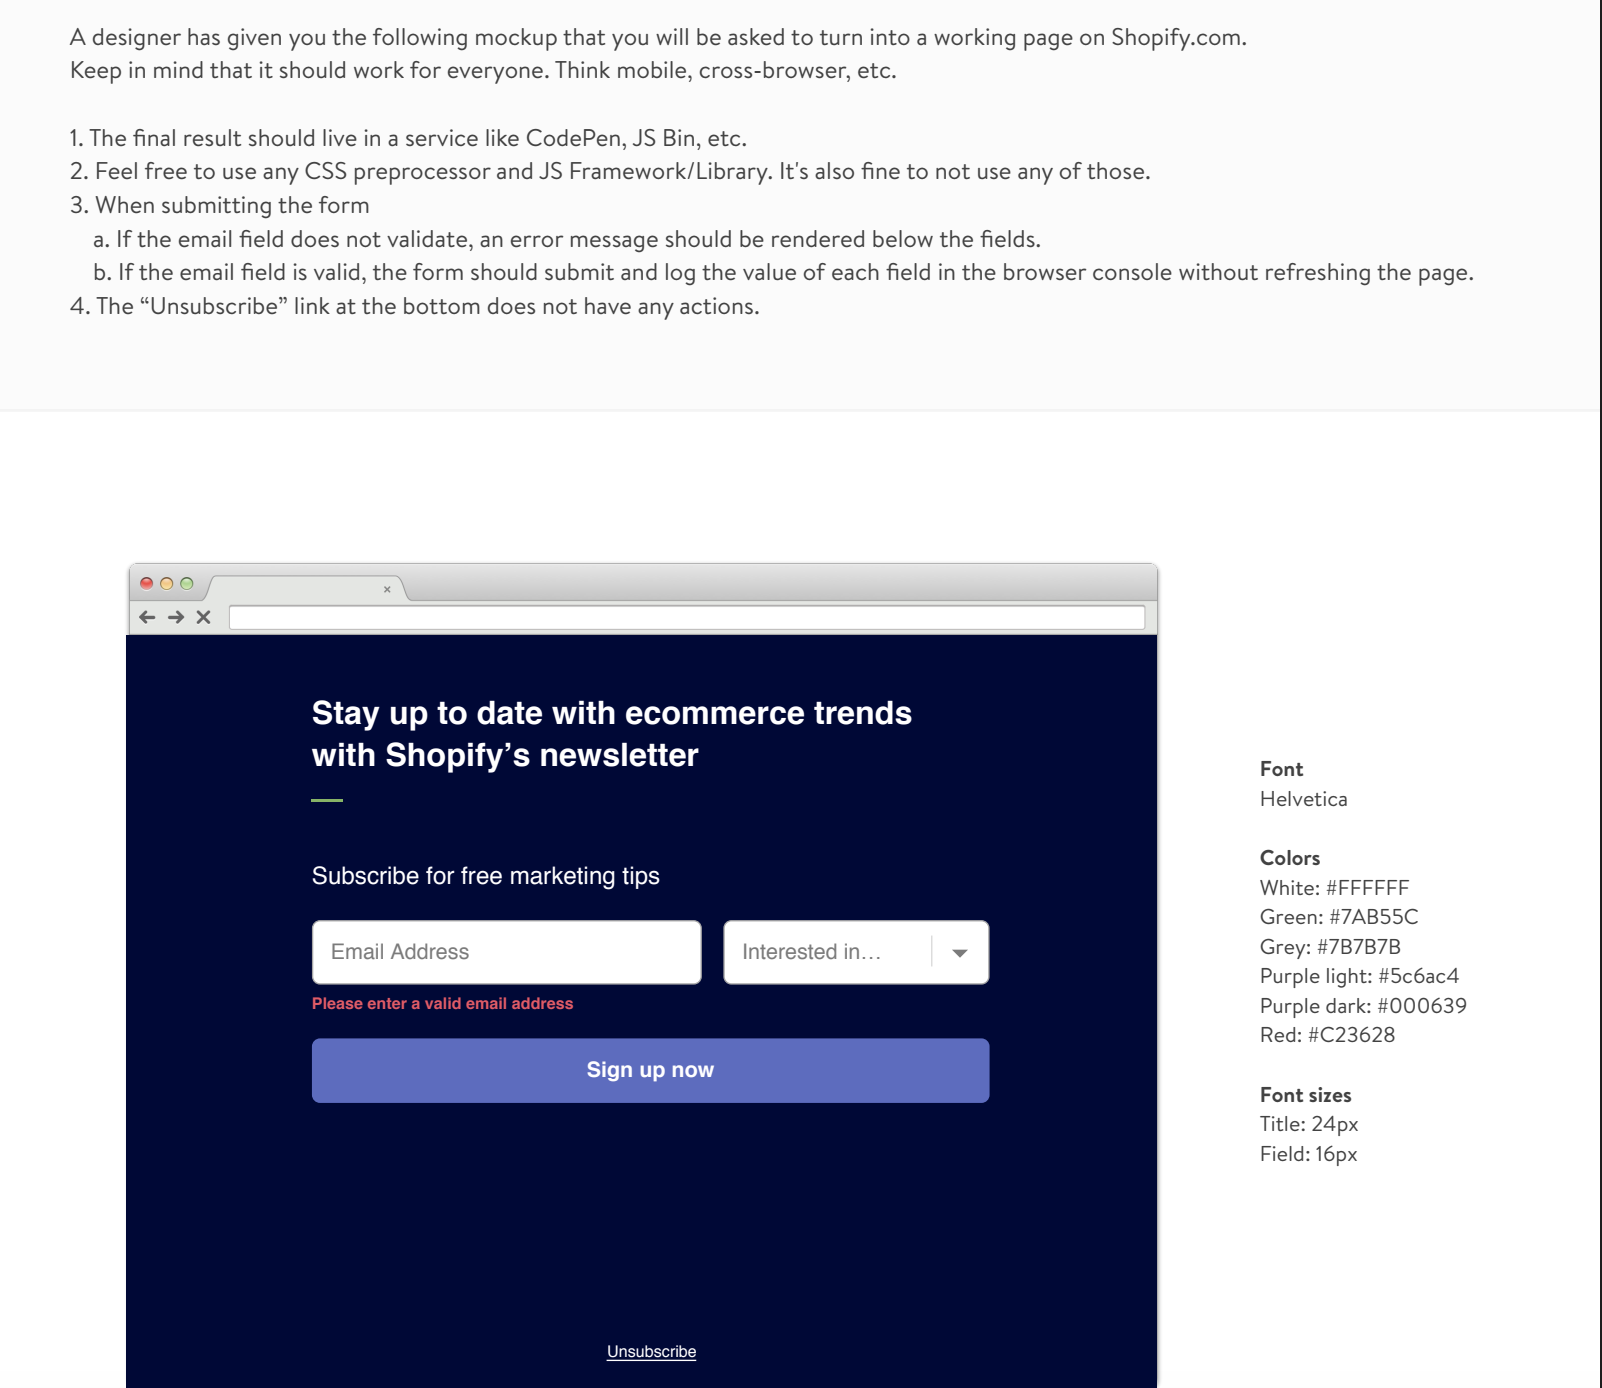 A designer has given you the following mockup that you will be asked to turn into a working page on Shopify.com.
Keep in mind that it should work for everyone. Think mobile, cross-browser, etc.
1. The final result should live in a service like CodePen, JS Bin, etc.
2. Feel free to use any CSS preprocessor and JS Framework/Library. It's also fine to not use any of those.
3. When submitting the form
a. If the email field does not validate, an error message should be rendered below the fields.
b. If the email field is valid, the form should submit and log the value of each field in the browser console without refreshing the page.
4. The “Unsubscribe” link at the bottom does not have any actions.
Stay up to date with ecommerce trends
with Shopify’s newsletter
Subscribe for free marketing tips
Email Address
Interested in…
Please enter a valid email address
Sign up now
Unsubscribe
Font
Helvetica
Colors
White: #FFFFFF
Green: #7AB55C
Grey: #7B7B7B
Purple light: #5c6ac4
Purple dark: #000639
Red: #C23628
Font sizes
Title: 24px
Field: 16px